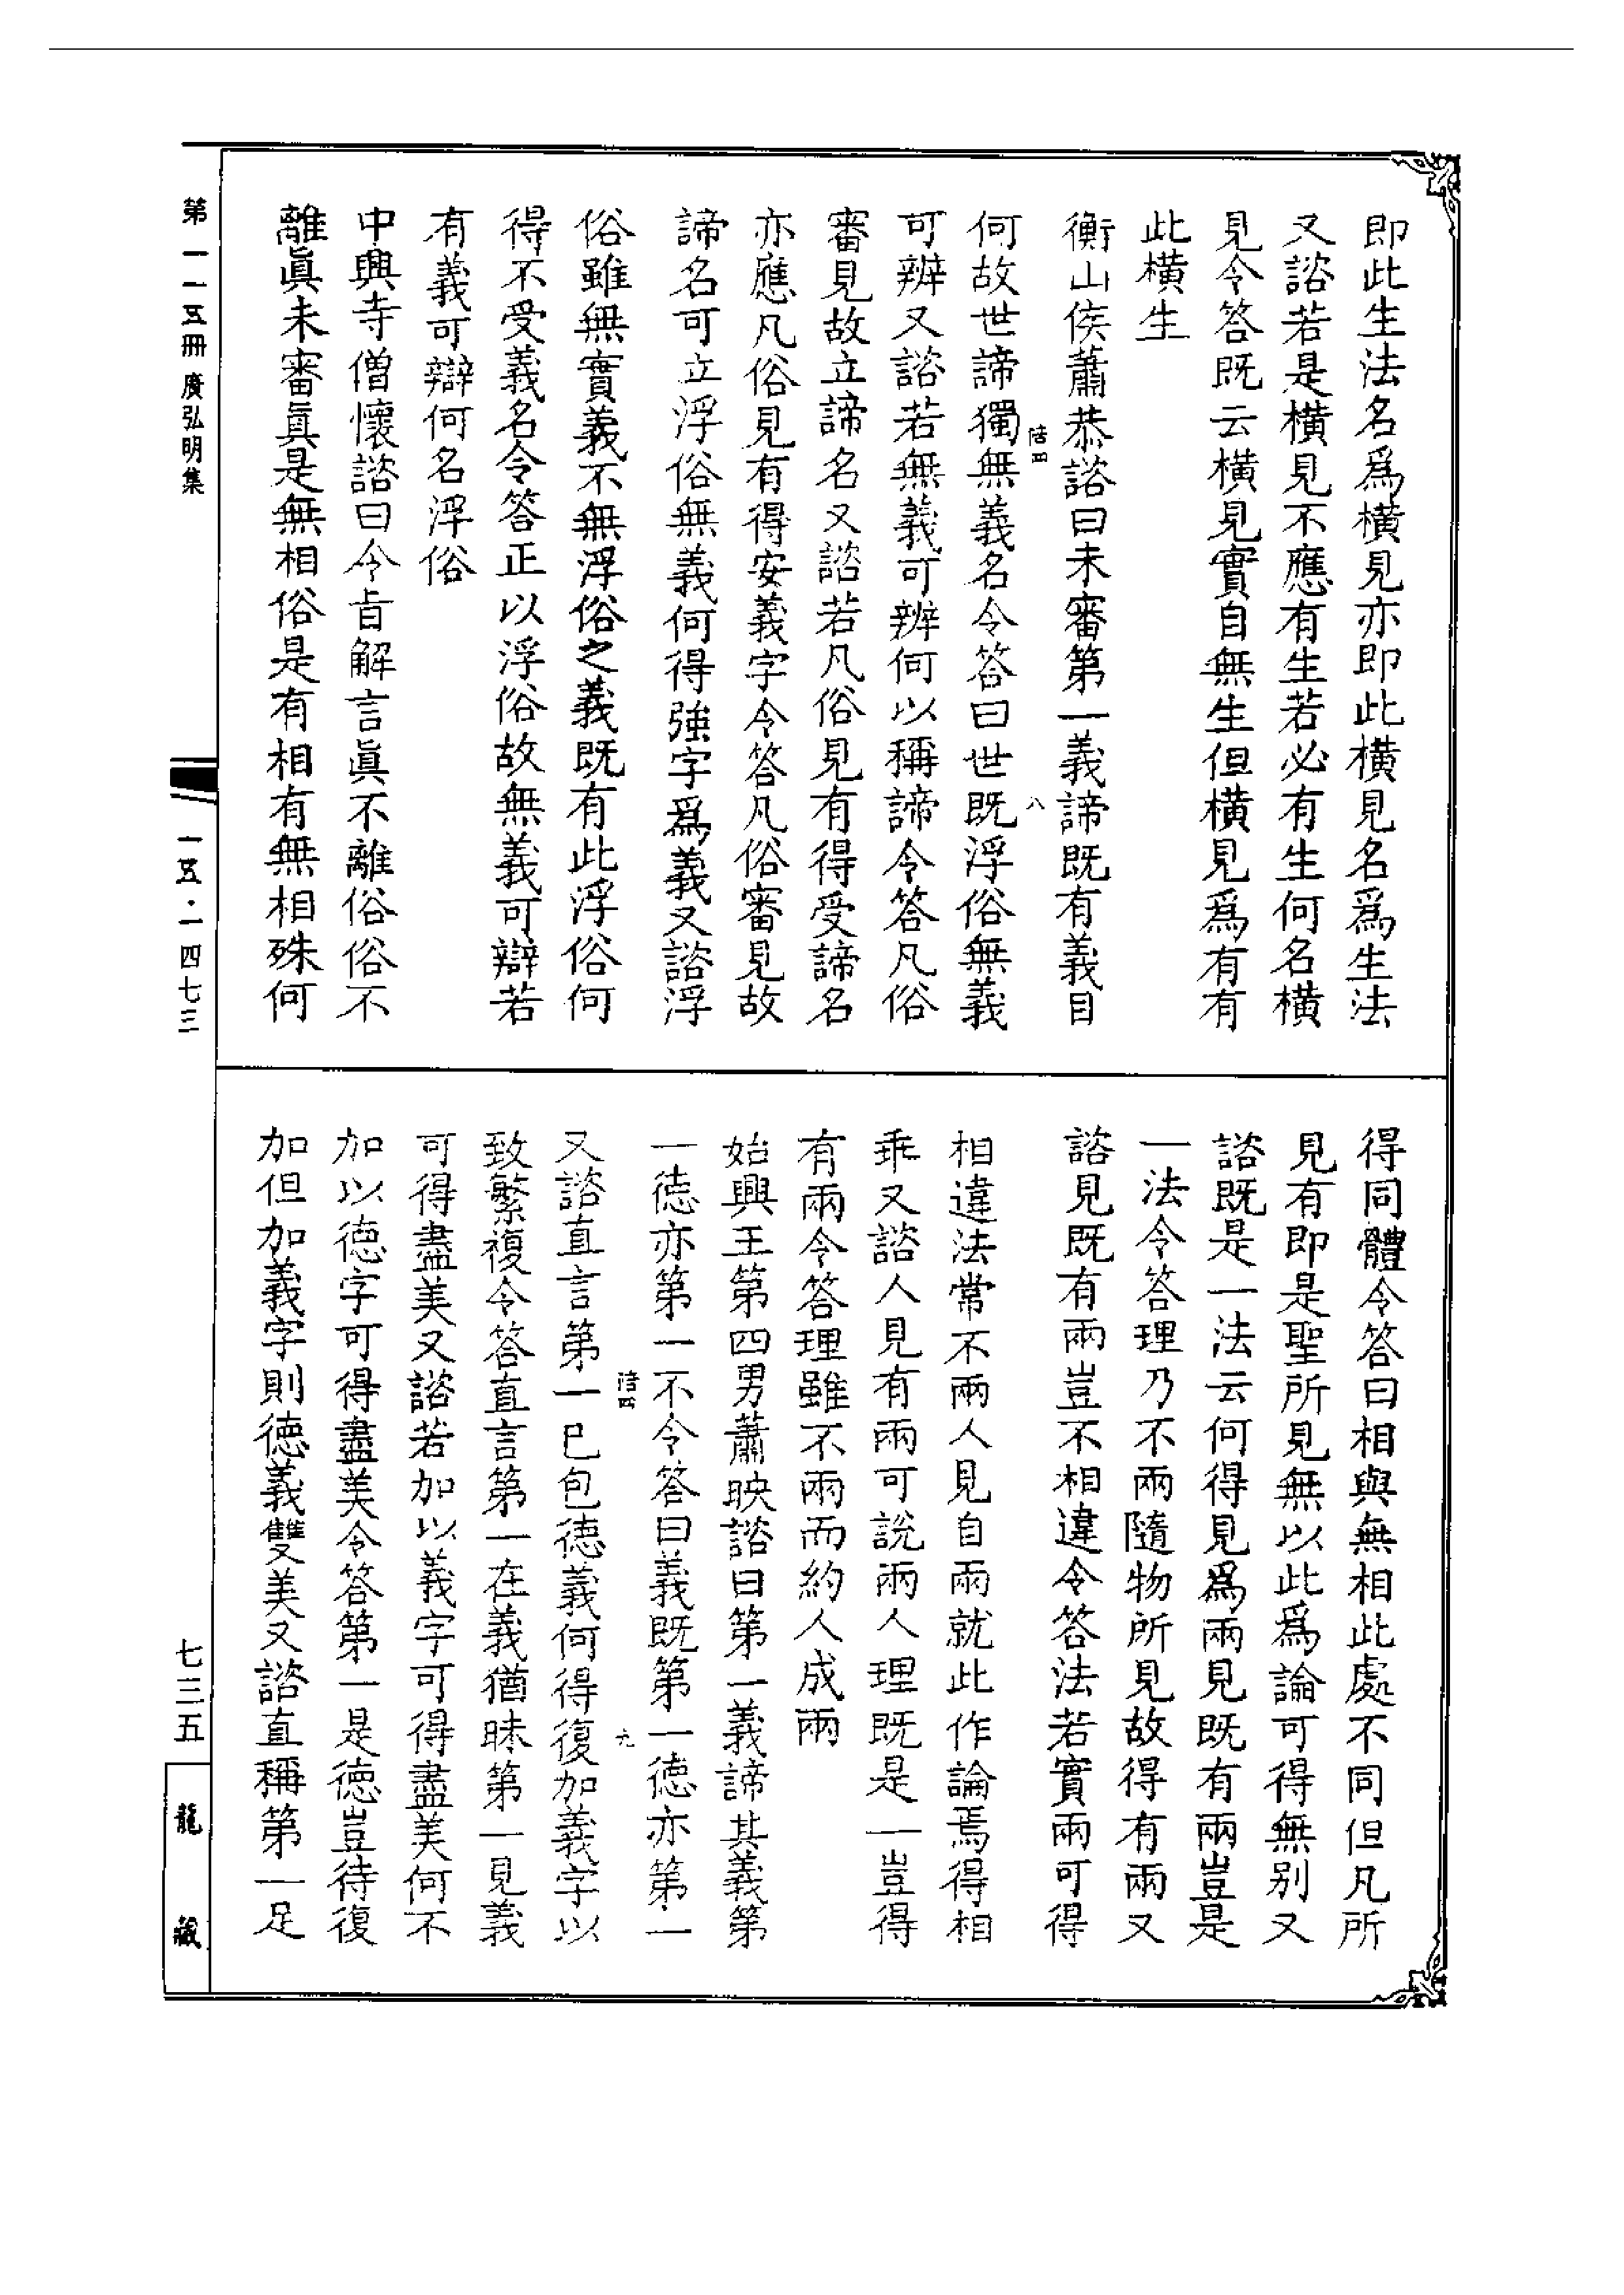 即此生法名爲橫見亦即此橫見名爲生法
又諮若是橫見不應有生若必有生何名橫
見令答既云橫見實自無生但橫見爲有有
此橫生
衡山侯蕭恭諮曰未審第一義諦既有義目
何故世諦獨無義名令答曰世既浮俗無義
可辨又諮若無義可辨何以稱諦令答凡俗
審見故立諦名又諮若凡俗見有得受諦名
亦應凡俗見有得安義字令答凡俗審見故
諦名可立浮俗無義何得強字爲義又諮浮
俗雖無實義不無浮俗之義既有此浮俗何
得不受義名令答正以浮俗故無義可辯若
有義可辯何名浮俗
中興寺僧懷諮曰令旨解言眞不離俗俗不
離眞未審眞是無相俗是有相有無相殊何
陪四
八
得同體令答曰相與無相此處不同但凡所
見有即是聖所見無以此爲論可得無別又
諮既是一法云何得見爲兩見既有兩豈是
一法令答理乃不兩隨物所見故得有兩又
諮見既有兩豈不相違令答法若實兩可得
相違法常不兩人見自兩就此作論焉得相
乖又諮人見有兩可說兩人理既是一豈得
有兩令答理雖不兩而約人成兩
始興王第四男蕭映諮曰第一義諦其義第
一德亦第一不令答曰義既第一德亦第一
又諮直言第一已包德義何得復加義字以
致繁複令答直言第一在義猶昧第一見義
可得盡美又諮若加以義字可得盡美何不
加以德字可得盡美令答第一是德豈待復
加但加義字則德義雙美又諮直稱第一足
陪四
九
第一一五冊 廣弘明集
一五·一四七三
七三五
龍藏